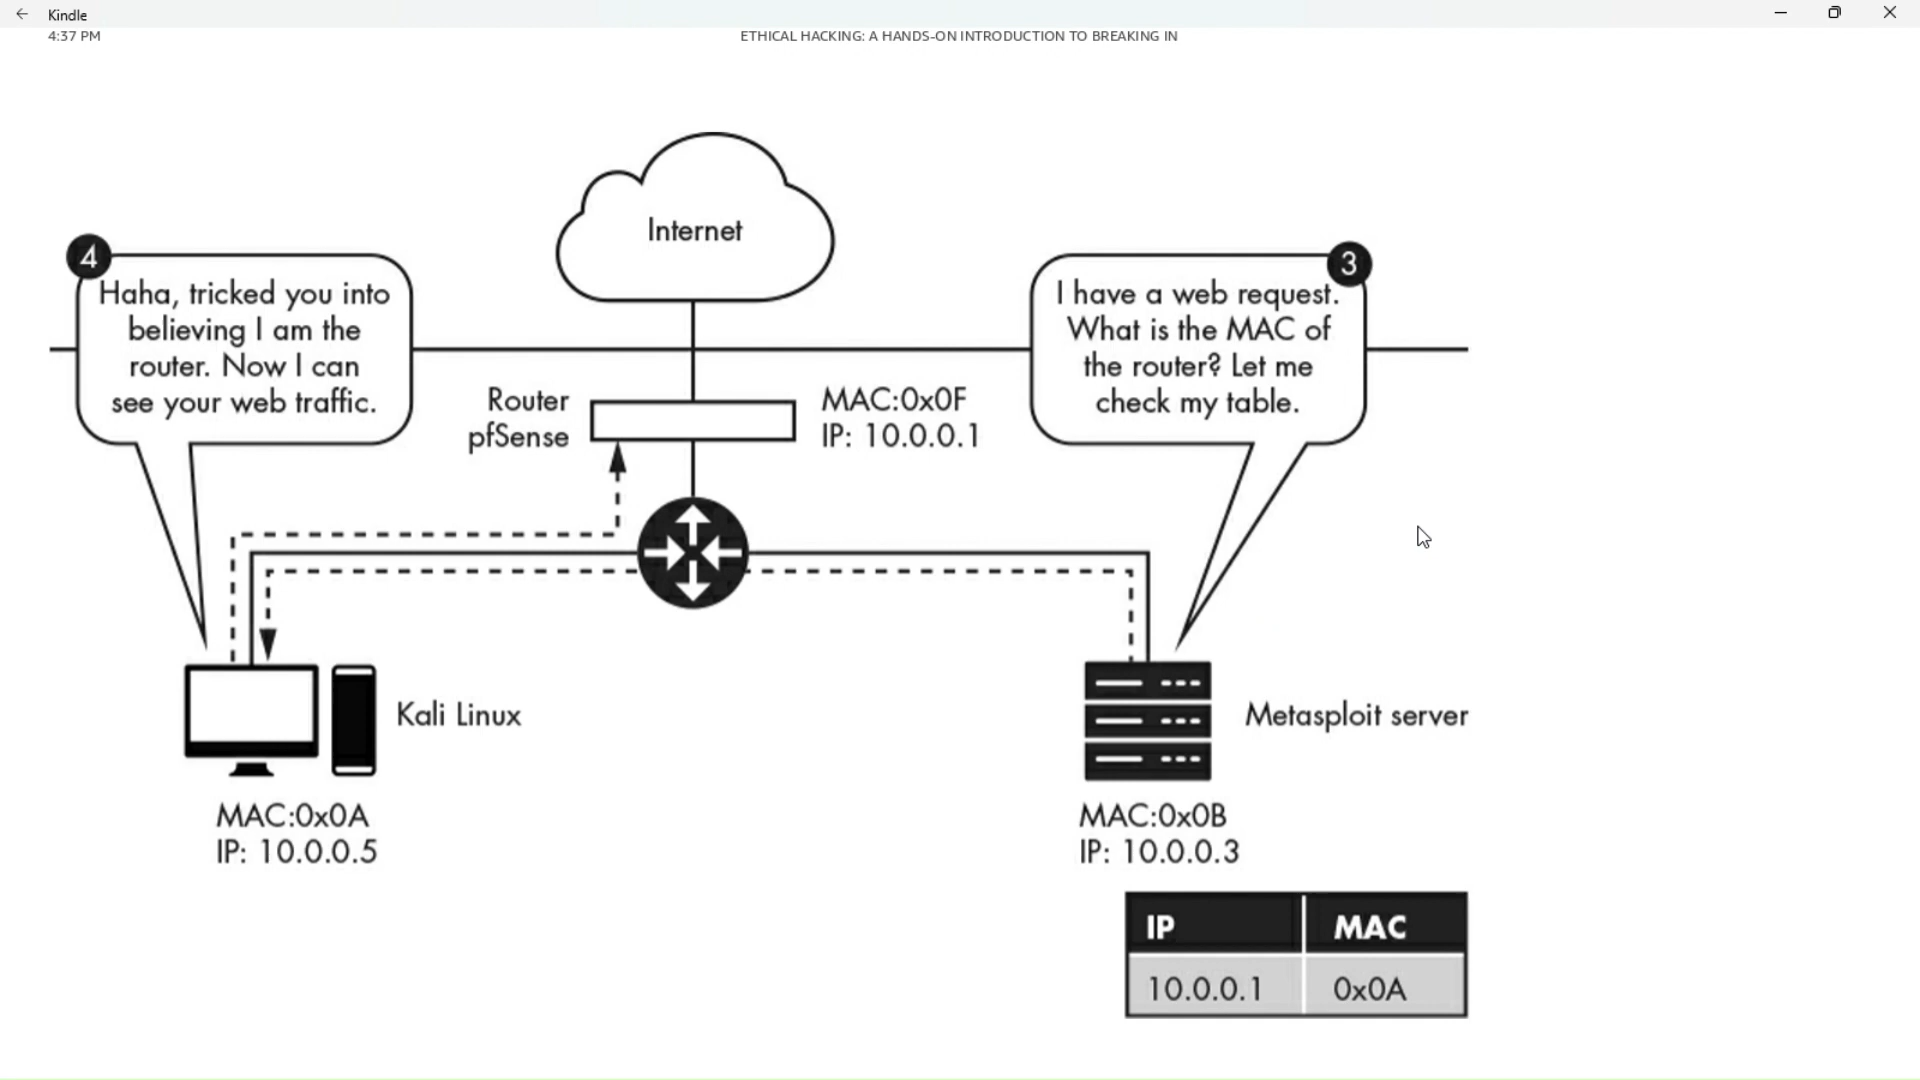 Kindle
4:37 PM
ETHICAL HACKING: A HANDS-ON INTRODUCTION TO BREAKING IN
Internet
4
Haha, tricked you into
believing I am the
router. Now I can
see your web traffic.
3
I have a web request.
What is the MAC of
the router? Let me
check my table.
Router
pfSense
MAC:0x0F
IP: 10.0.0.1
Kali Linux
MAC:0x0A
IP: 10.0.0.5
Metasploit server
MAC:0x0B
IP: 10.0.0.3
IP MAC
10.0.0.1 0x0A